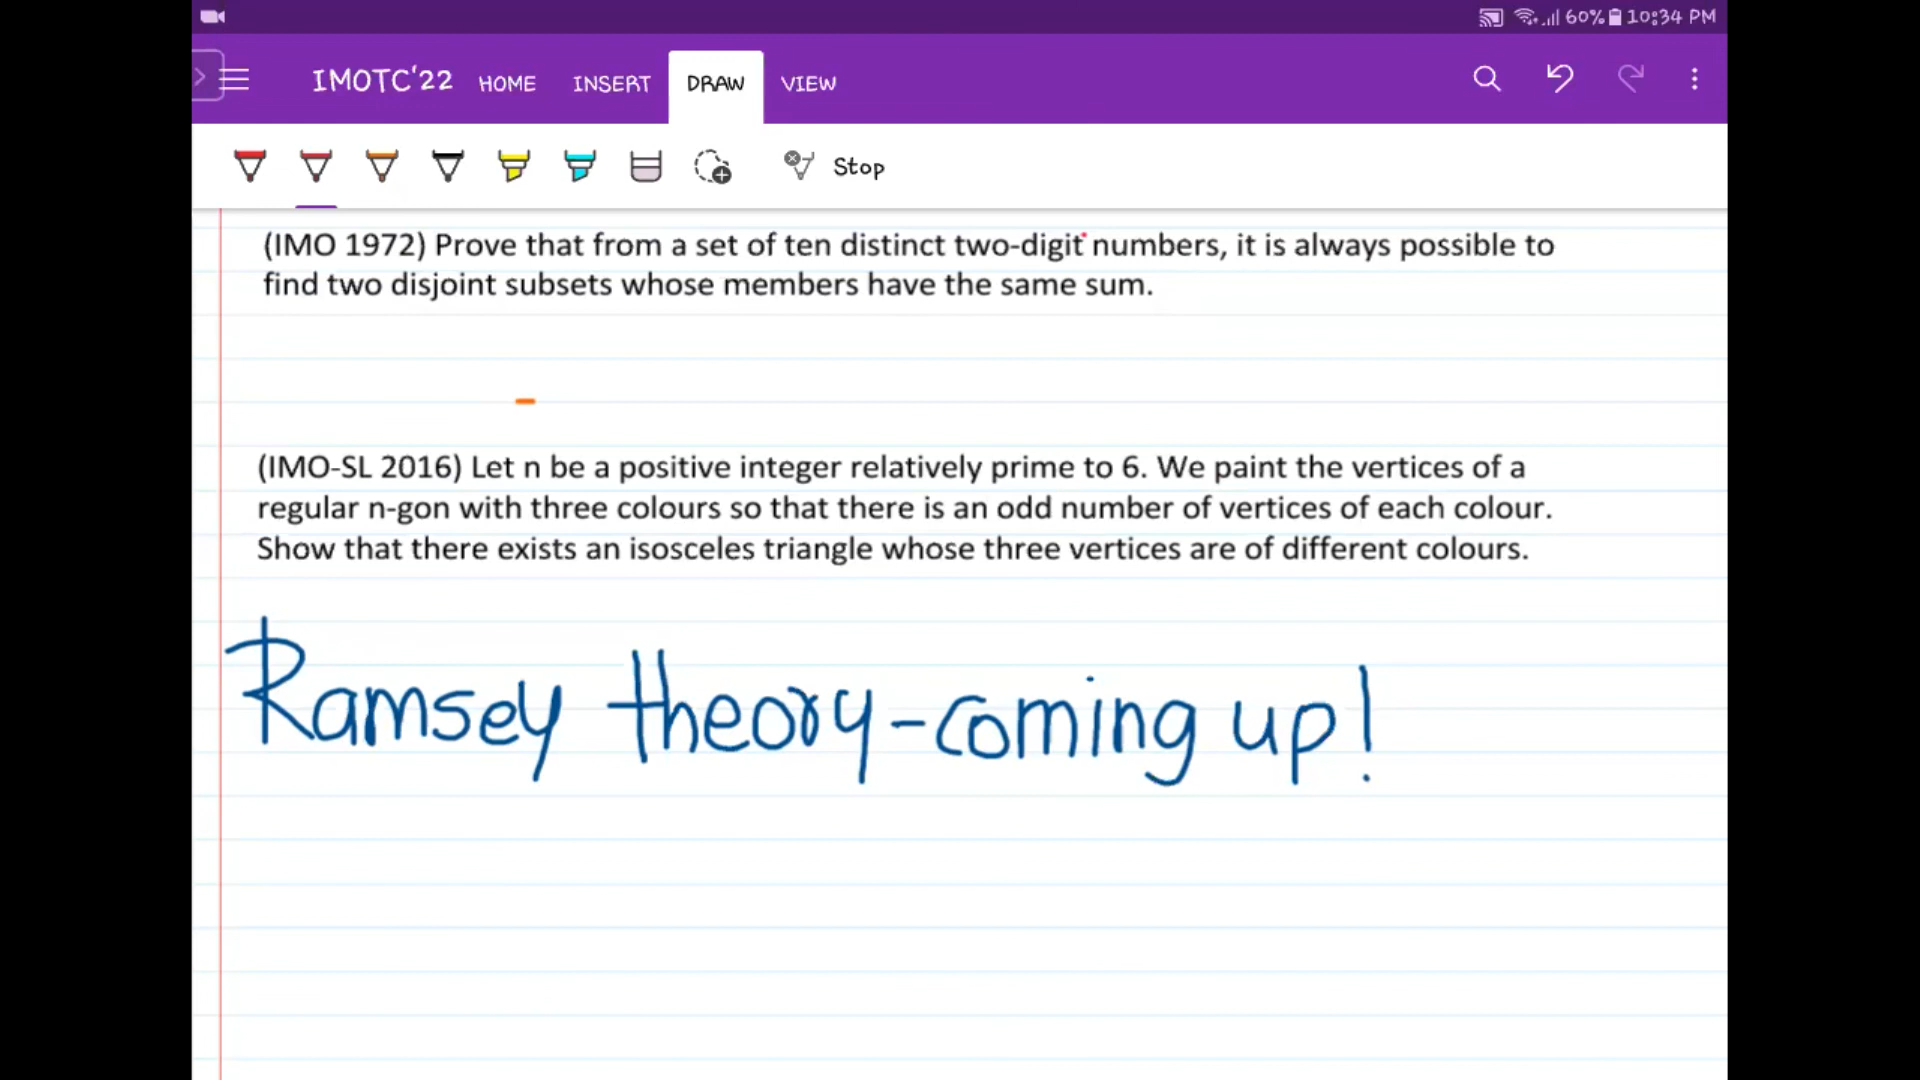 60% 10:34 PM
IMOTC'22 HOME INSERT DRAW VIEW
Stop
(IMO 1972) Prove that from a set of ten distinct two-digit numbers, it is always possible to
find two disjoint subsets whose members have the same sum.
(IMO-SL 2016) Let n be a positive integer relatively prime to 6. We paint the vertices of a
regular n-gon with three colours so that there is an odd number of vertices of each colour.
Show that there exists an isosceles triangle whose three vertices are of different colours.
Ramsey theory-coming up!